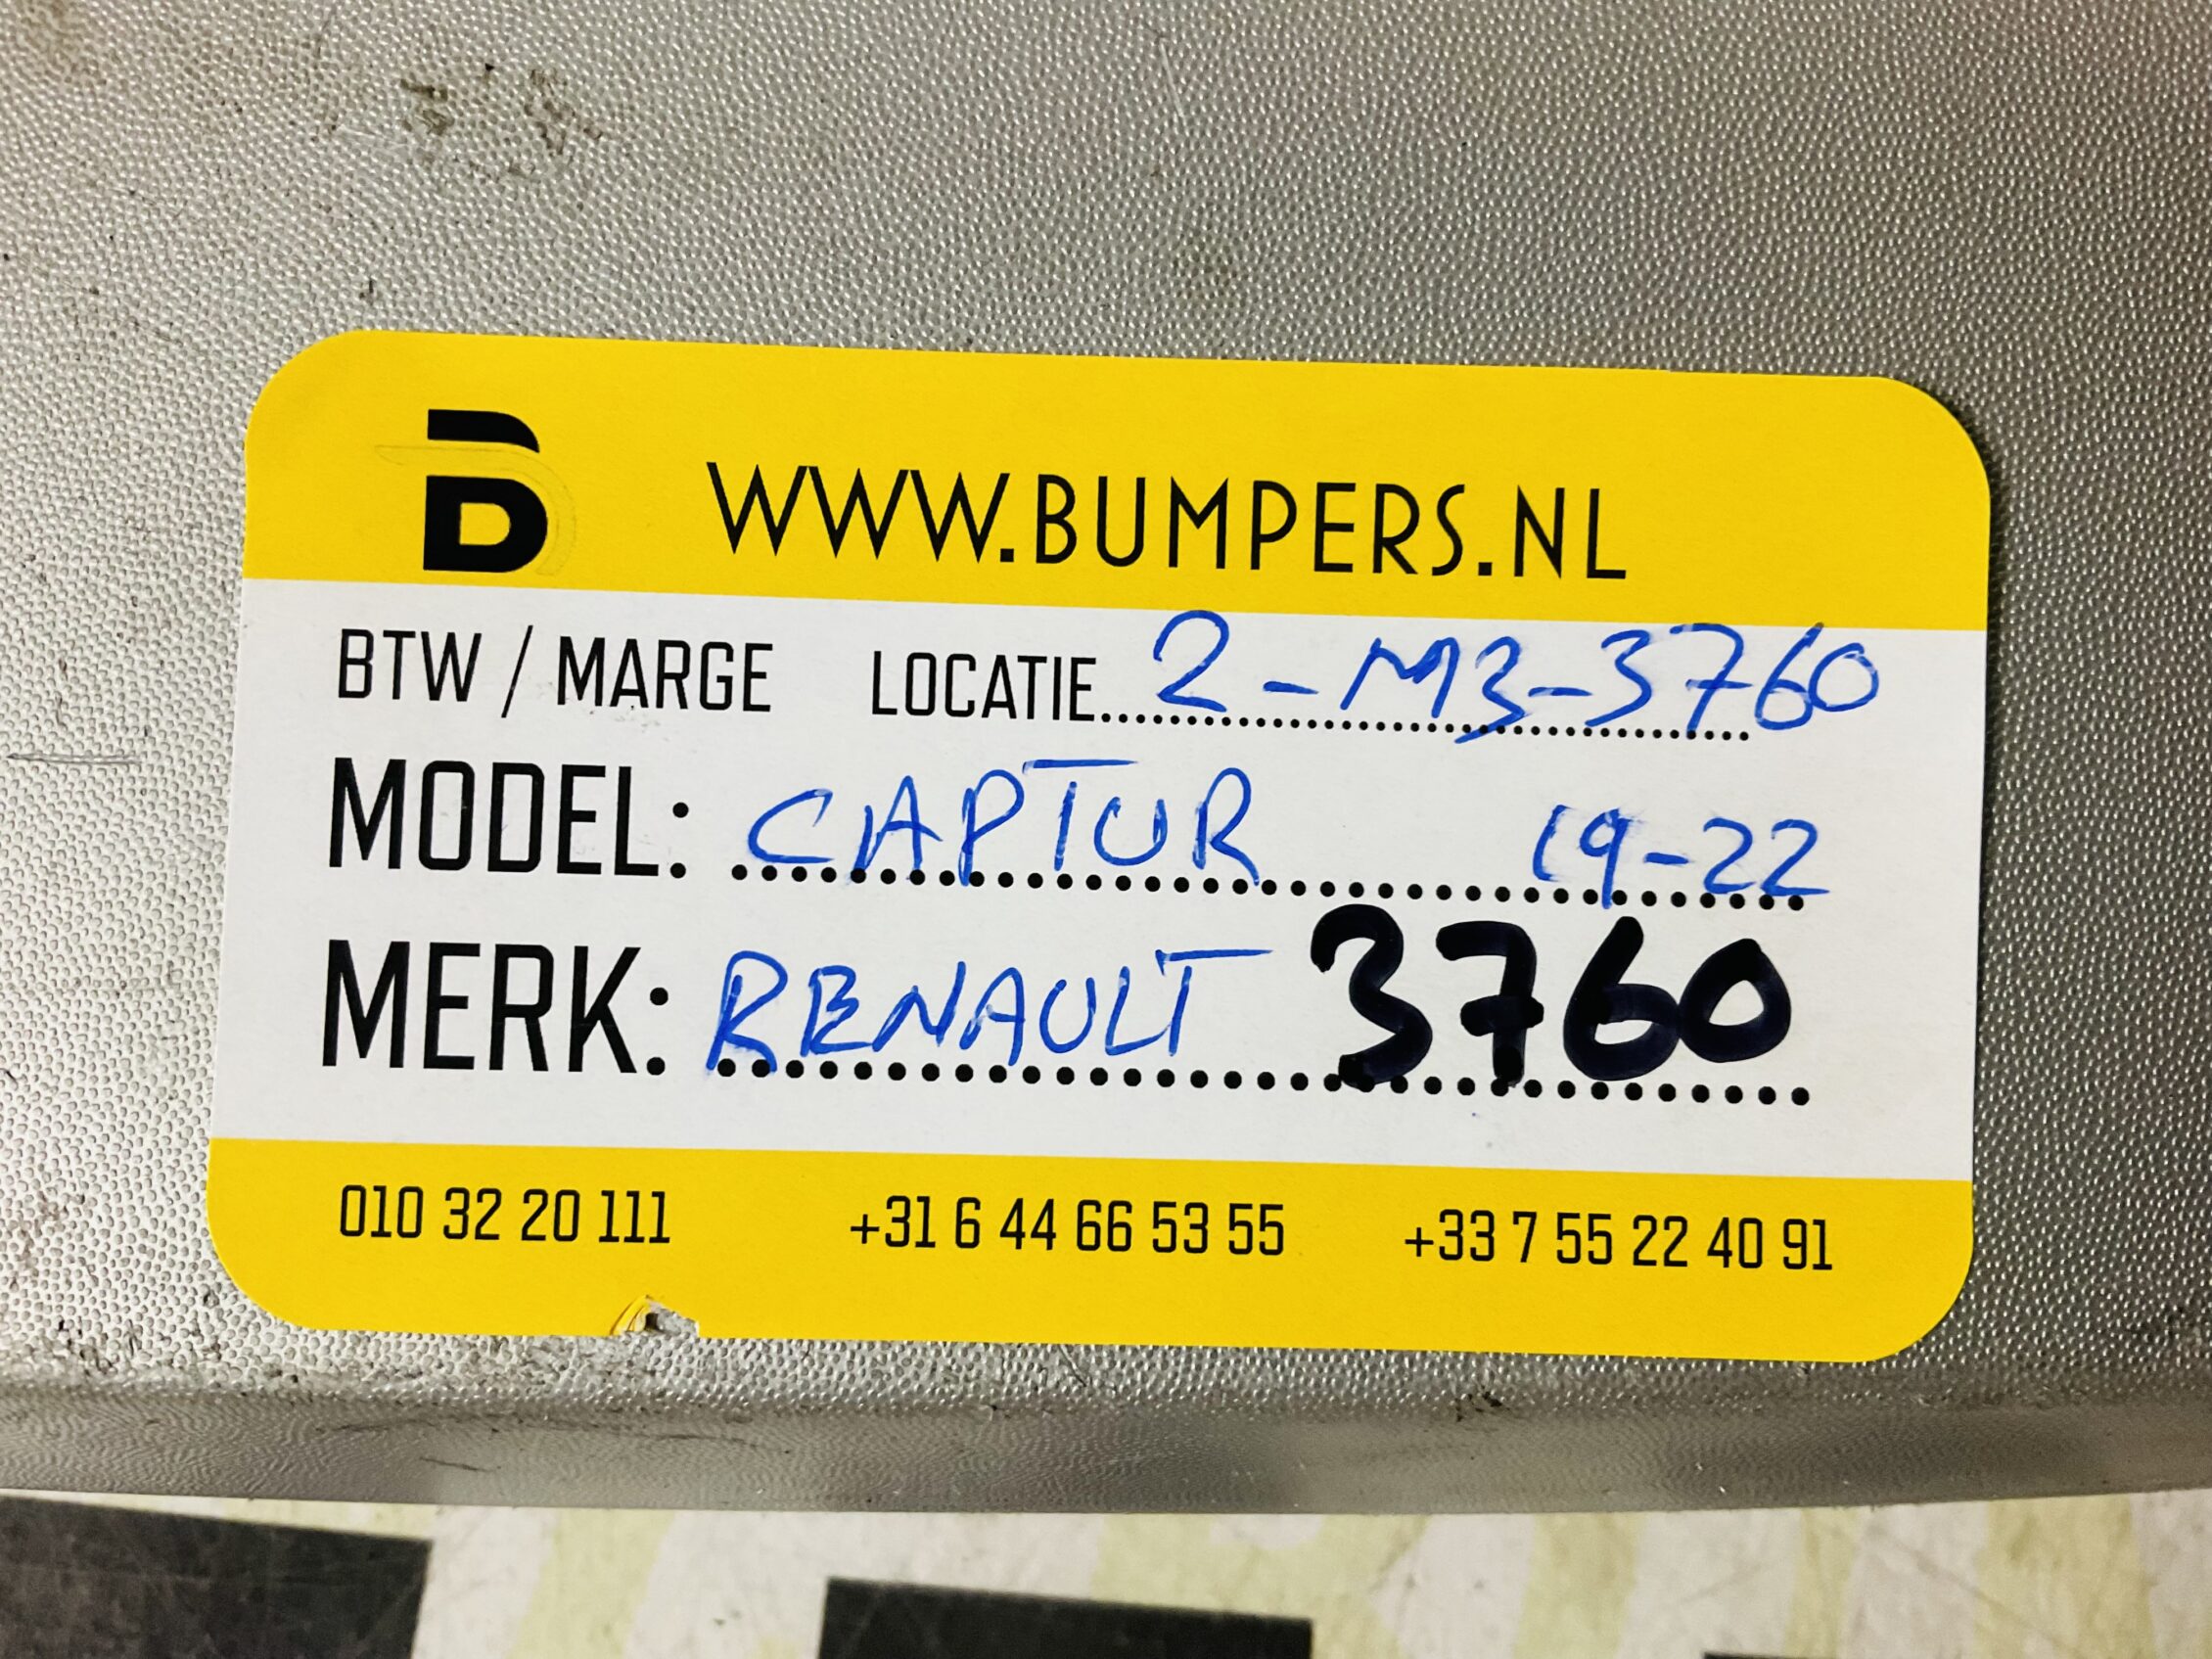 B WWW.BUMPERS.NL
BTW / MARGE LOCATIE 2-M3-3760
MODEL: CAPTUR 19-22
MERK: RENAULT 3760
010 32 20 111 +31 6 44 66 53 55 +33 7 55 22 40 91